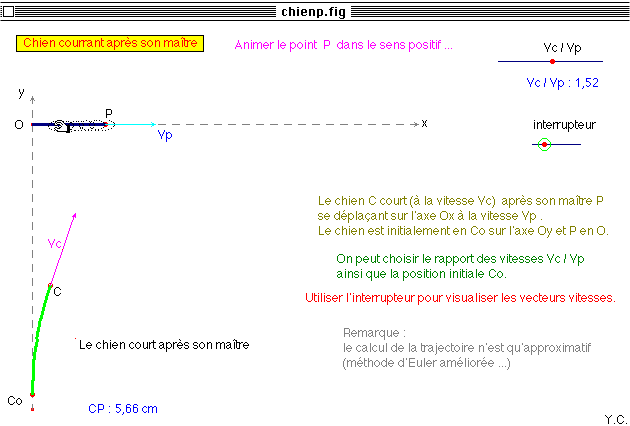 chienp.fig
Chien courrant après son maître
Animer le point P dans le sens positif ...
Vc / Vp
Vc / Vp : 1,52
y
O
P
x
Vp
interrupteur
Le chien C court (à la vitesse Vc) après son maître P
se déplaçant sur l'axe Ox à la vitesse Vp .
Le chien est initialement en Co sur l'axe Oy et P en O.
Vc
On peut choisir le rapport des vitesses Vc / Vp
ainsi que la position initiale Co.
C
Utiliser l'interrupteur pour visualiser les vecteurs vitesses.
Remarque :
Le chien court après son maître
le calcul de la trajectoire n'est qu'approximatif
(méthode d'Euler améliorée ...)
Co
CP : 5,66 cm
Y.C.